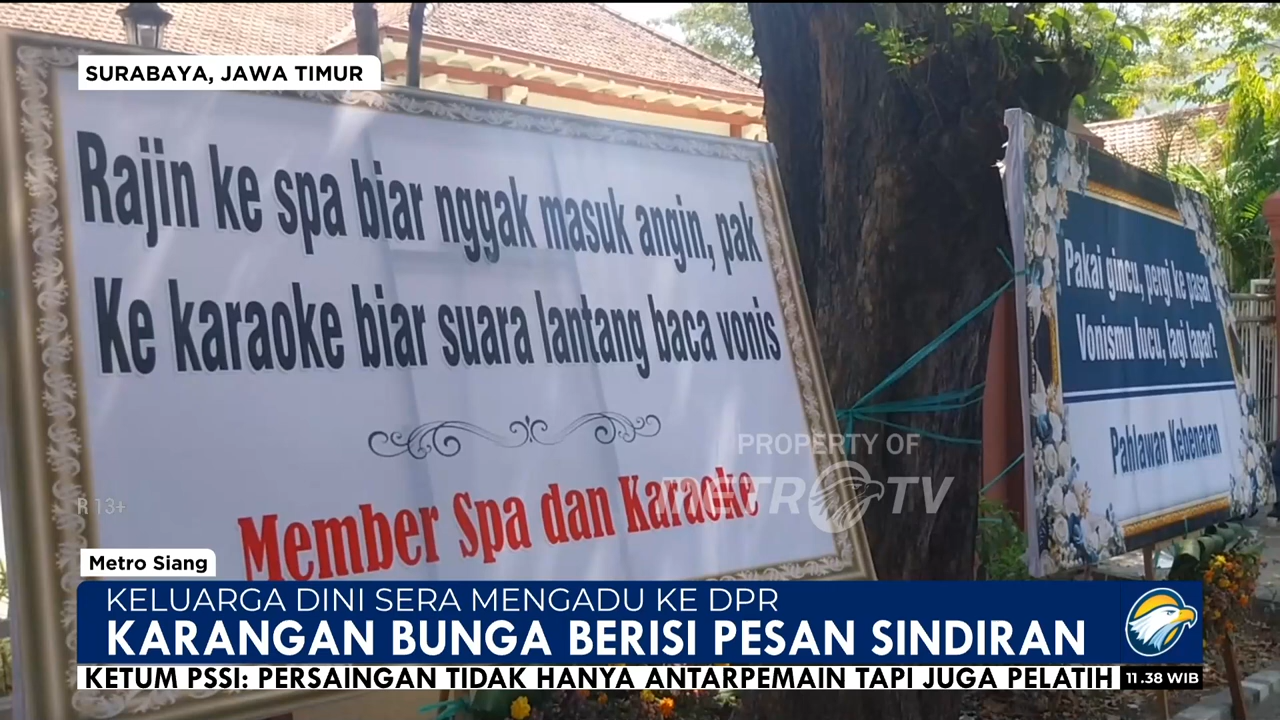 SURABAYA, JAWA TIMUR
Rajin ke spa biar nggak masuk angin, pak
Ke karaoke biar suara lantang baca vonis
Member Spa dan Karaoke
Pakai gincu, pergi ke pasar
Vonismu lucu, lagi lapar?
Pahlawan Kebenaran
PROPERTY OF
METRO TV
R 13+
Metro Siang
KELUARGA DINI SERA MENGADU KE DPR
KARANGAN BUNGA BERISI PESAN SINDIRAN
KETUM PSSI: PERSAINGAN TIDAK HANYA ANTARPEMAIN TAPI JUGA PELATIH
11.38 WIB